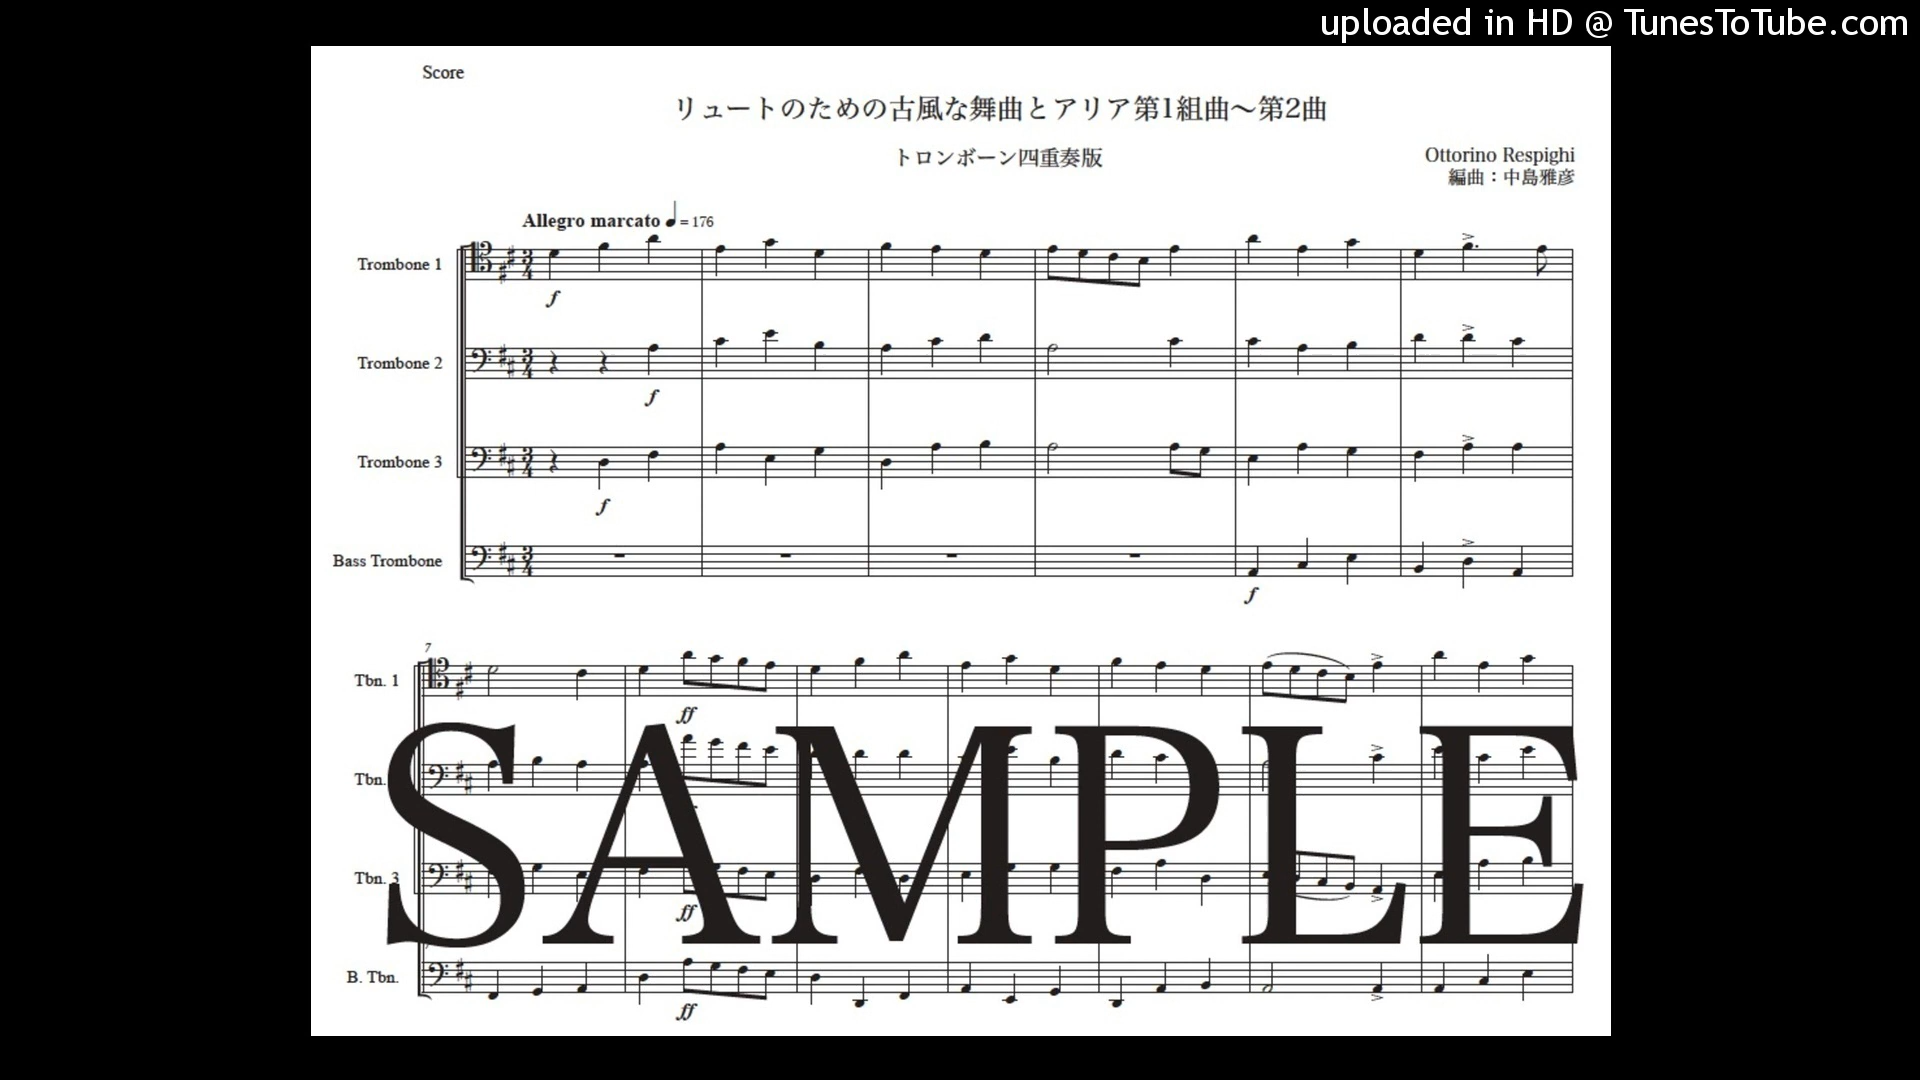 uploaded in HD @ TunesToTube.com
Score
リュートのための古風な舞曲とアリア第1組曲〜第2曲
トロンボーン四重奏版
Ottorino Respighi
編曲：中島雅彦
Allegro marcato ♩= 176
Trombone 1
f
Trombone 2
f
Trombone 3
f
Bass Trombone
f
7
Tbn. 1
ff
Tbn.
Tbn. 3
ff
B. Tbn.
ff
SAMPLE